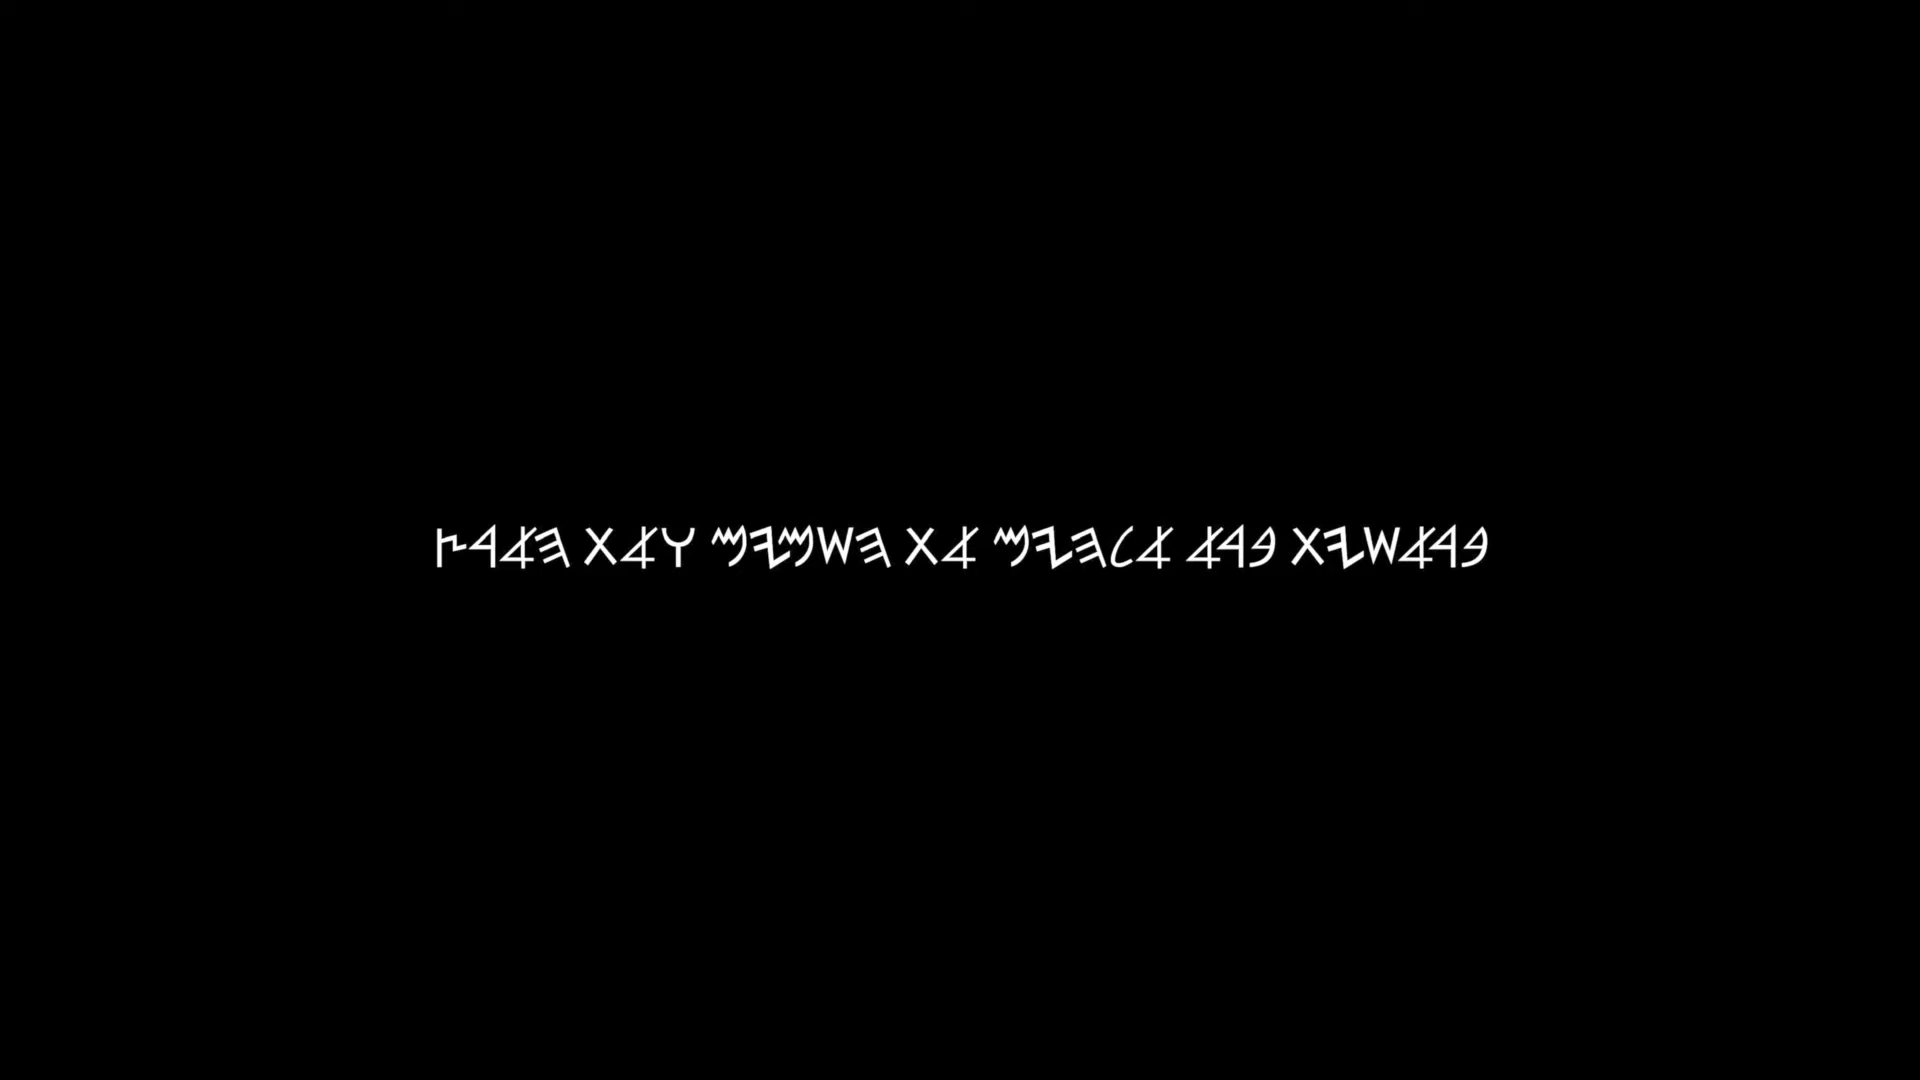 𐤁𐤓𐤀𐤔𐤉𐤕 𐤁𐤓𐤀 𐤀𐤋𐤄𐤉𐤌 𐤀𐤕 𐤄𐤔𐤌𐤉𐤌 𐤅𐤀𐤕 𐤄𐤀𐤓𐤑